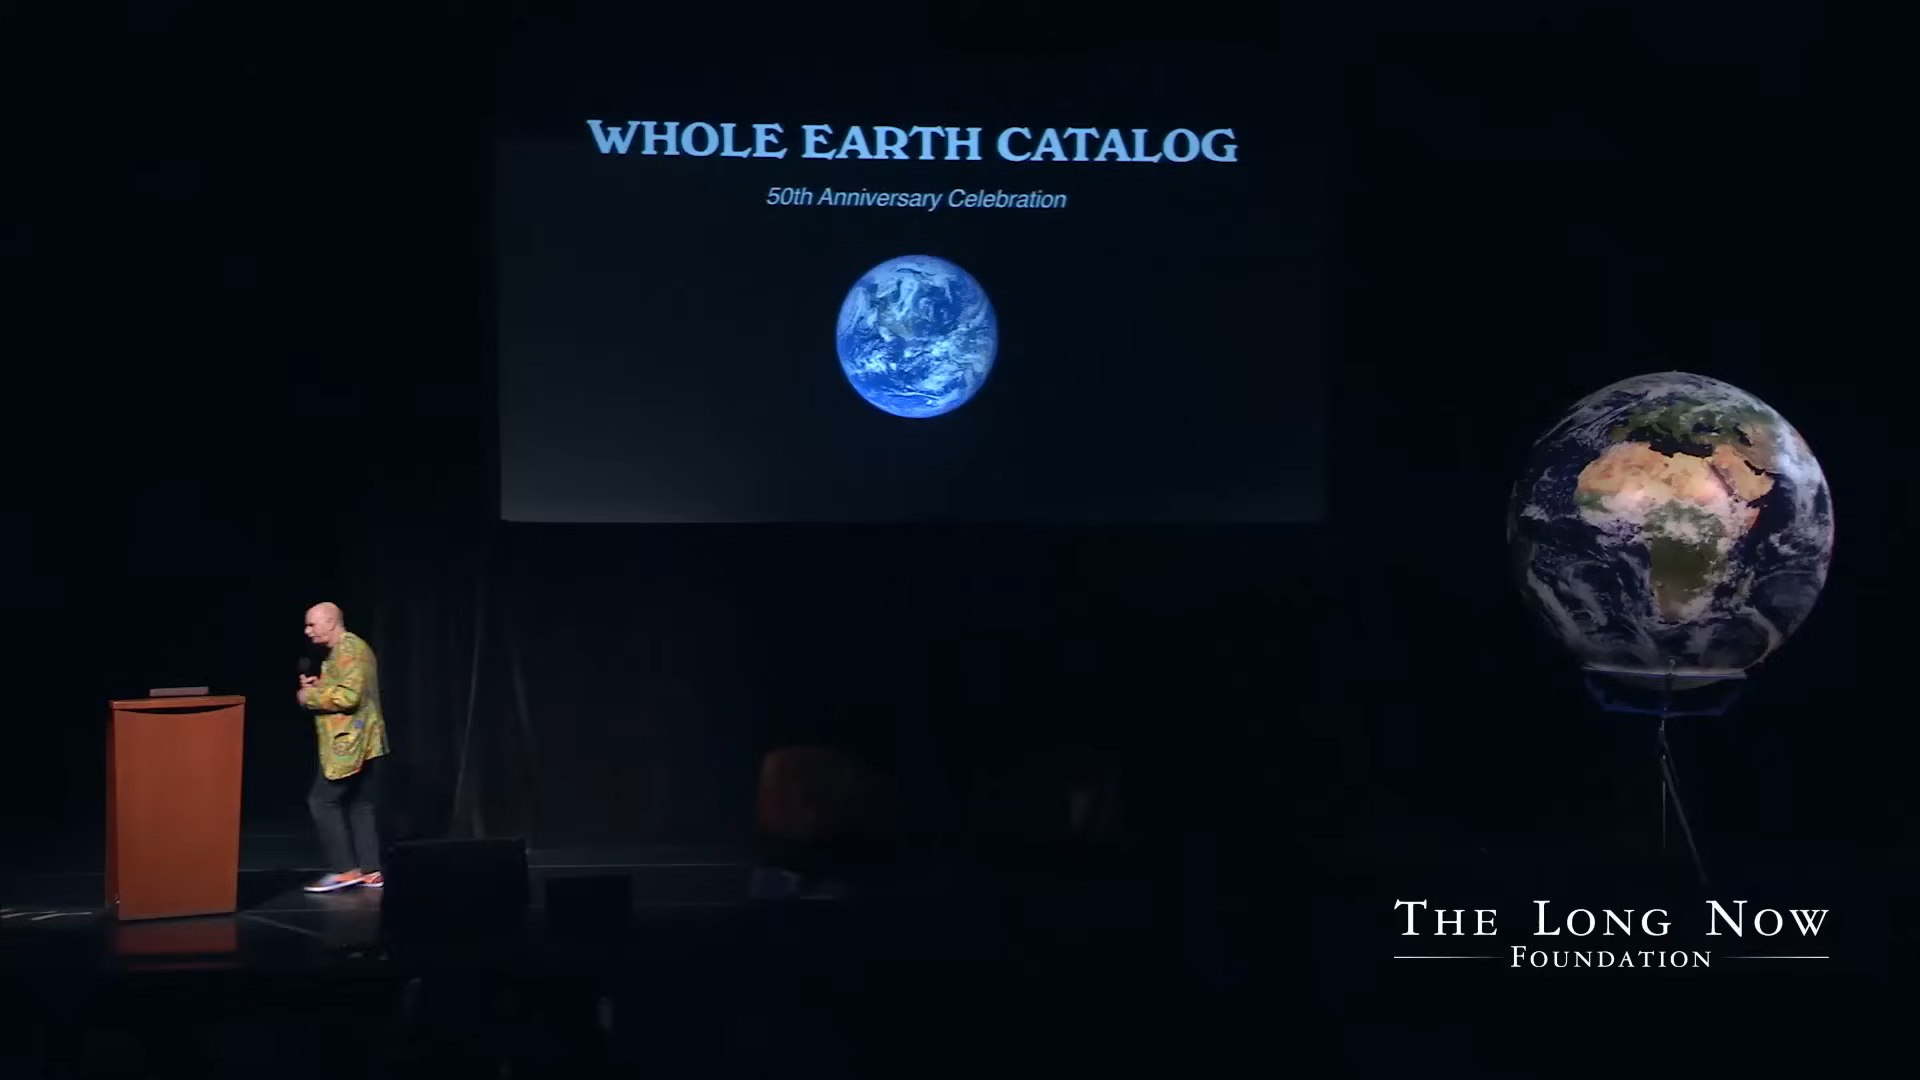 WHOLE EARTH CATALOG
50th Anniversary Celebration
THE LONG NOW
FOUNDATION